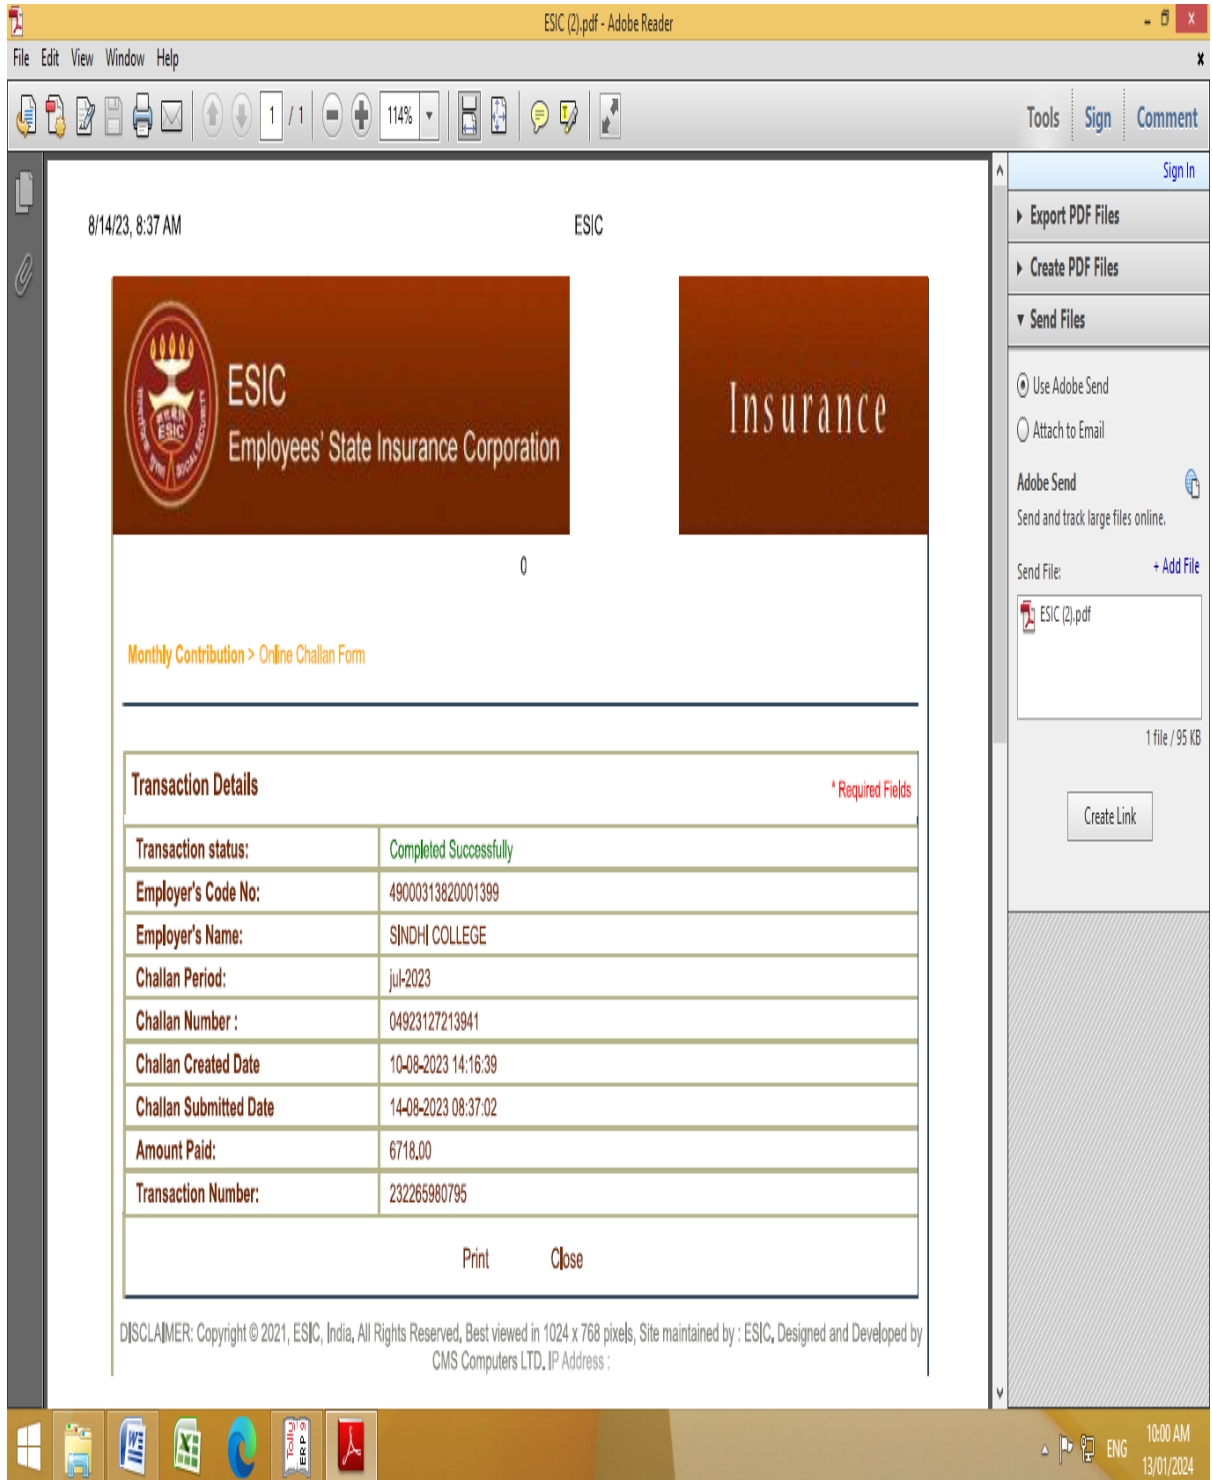 ESIC (2).pdf - Adobe Reader
File Edit View Window Help
1 / 1 114% Tools Sign Comment
Sign In
Export PDF Files
Create PDF Files
Send Files
Use Adobe Send
Attach to Email
Adobe Send
Send and track large files online.
Send File: + Add File
ESIC (2).pdf
1 file / 95 KB
Create Link
8/14/23, 8:37 AM ESIC
ESIC
Employees' State Insurance Corporation
Insurance
0
Monthly Contribution > Online Challan Form
Transaction Details * Required Fields
Transaction status: Completed Successfully
Employer's Code No: 49000313820001399
Employer's Name: SINDHI COLLEGE
Challan Period: jul-2023
Challan Number : 04923127213941
Challan Created Date 10-08-2023 14:16:39
Challan Submitted Date 14-08-2023 08:37:02
Amount Paid: 6718.00
Transaction Number: 232265980795
Print Close
DISCLAIMER: Copyright © 2021, ESIC, India, All Rights Reserved, Best viewed in 1024 x 768 pixels, Site maintained by : ESIC, Designed and Developed by
CMS Computers LTD. IP Address :
Tally
ERP 9
ENG
10:00 AM
13/01/2024